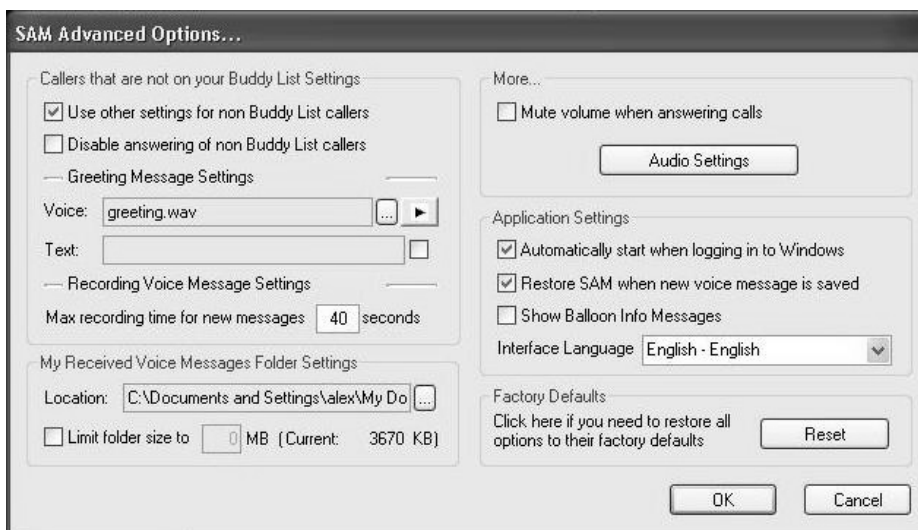 SAM Advanced Options...
Callers that are not on your Buddy List Settings
Use other settings for non Buddy List callers
Disable answering of non Buddy List callers
Greeting Message Settings
Voice: greeting.wav ...
Text:
Recording Voice Message Settings
Max recording time for new messages 40 seconds
My Received Voice Messages Folder Settings
Location: C:\Documents and Settings\alex\My Do ...
Limit folder size to 0 MB (Current: 3670 KB)
More...
Mute volume when answering calls
Audio Settings
Application Settings
Automatically start when logging in to Windows
Restore SAM when new voice message is saved
Show Balloon Info Messages
Interface Language English - English
Factory Defaults
Click here if you need to restore all
options to their factory defaults
Reset
OK Cancel